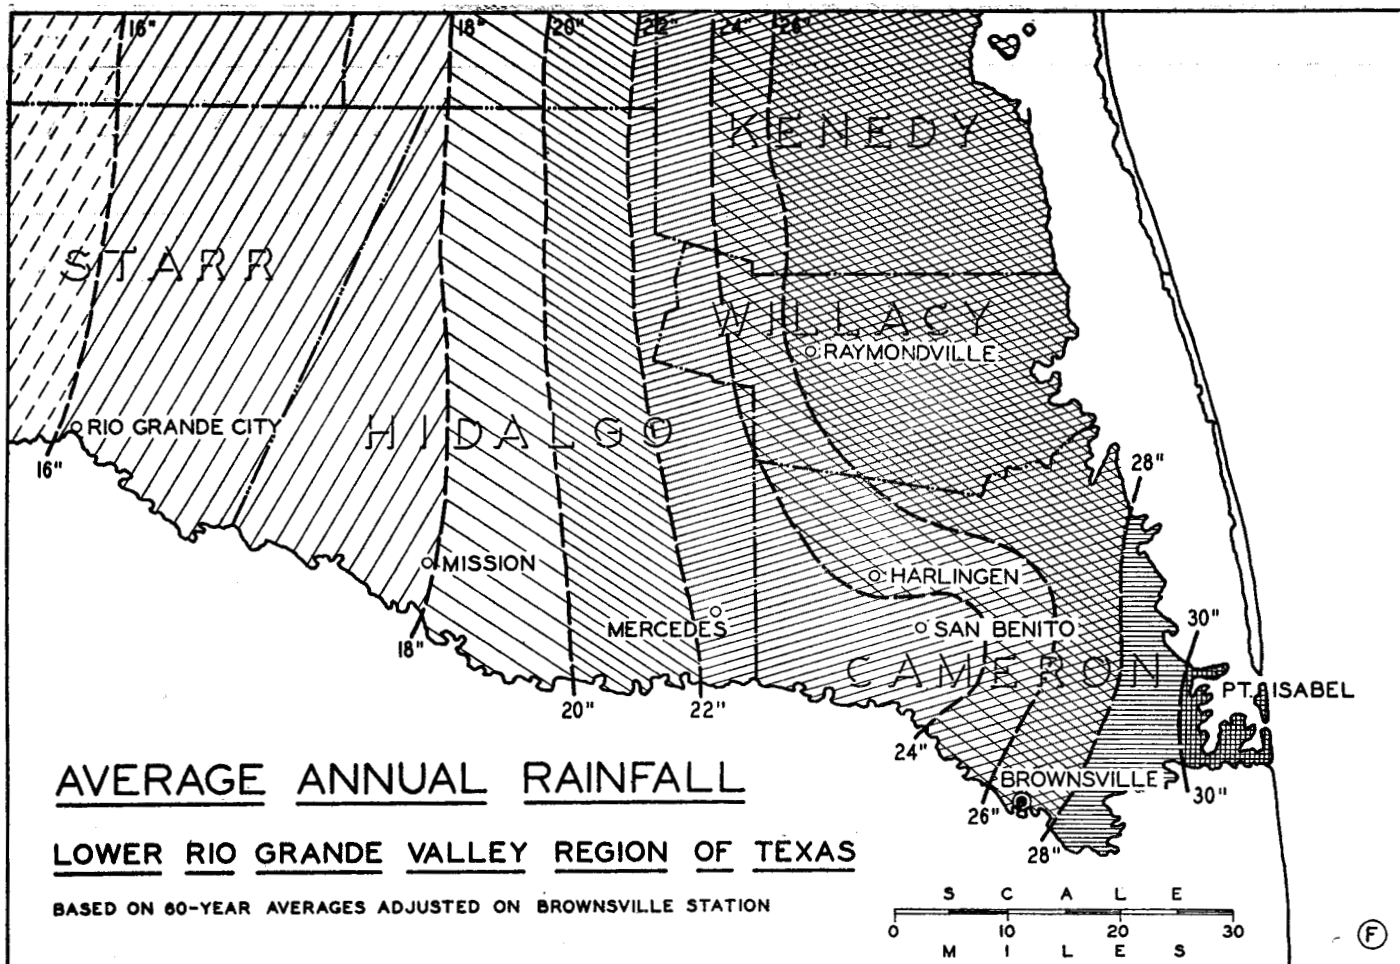 16" 18" 20" 22" 24" 26"
KENEDY
STARR
WILLACY
RAYMONDVILLE
RIO GRANDE CITY
HIDALGO
16"
28"
MISSION
HARLINGEN
MERCEDES
SAN BENITO
30"
18"
CAMERON
PT. ISABEL
20"
22"
24"
BROWNSVILLE
30"
26"
28"
AVERAGE ANNUAL RAINFALL
LOWER RIO GRANDE VALLEY REGION OF TEXAS
BASED ON 60-YEAR AVERAGES ADJUSTED ON BROWNSVILLE STATION
SCALE
0 10 20 30
MILES
F